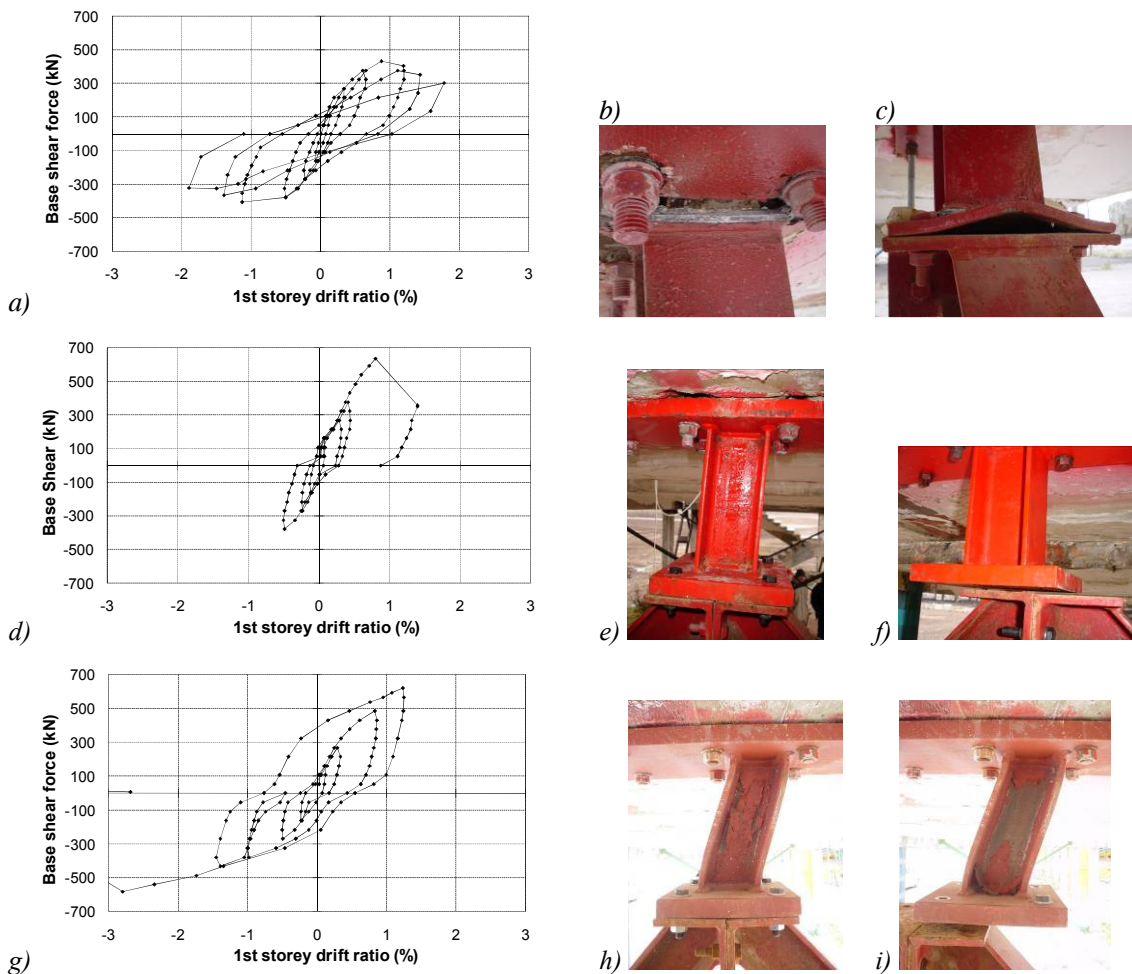 700
500
300
100
-100
-300
-500
-700
-3 -2 -1 0 1 2 3
Base shear force (kN)
1st storey drift ratio (%)
a)
b)
c)
700
500
300
100
-100
-300
-500
-700
-3 -2 -1 0 1 2 3
Base Shear (kN)
1st storey drift ratio (%)
d)
e)
f)
700
500
300
100
-100
-300
-500
-700
-3 -2 -1 0 1 2 3
Base shear force (kN)
1st storey drift ratio (%)
g)
h)
i)